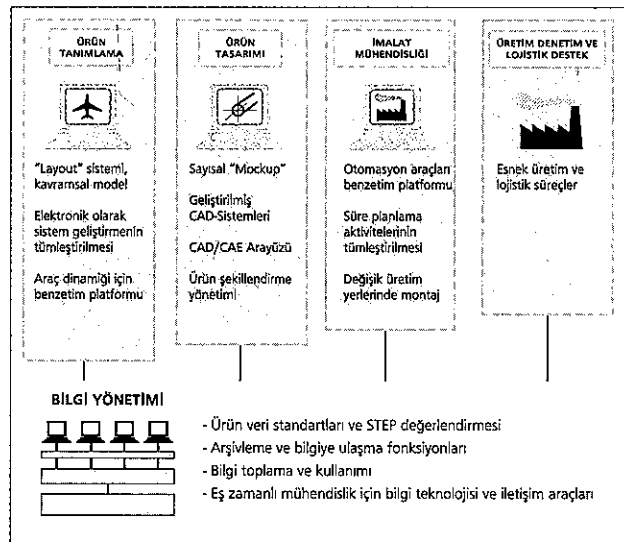 ÜRÜN
TANIMLAMA
"Layout" sistemi,
kavramsal model
Elektronik olarak
sistem geliştirmenin
tümleştirilmesi
Araç dinamiği için
benzetim platformu
ÜRÜN
TASARIMI
Sayısal "Mockup"
Geliştirilmiş
CAD-Sistemleri
CAD/CAE Arayüzü
Ürün şekillendirme
yönetimi
İMALAT
MÜHENDİSLİĞİ
Otomasyon araçları
benzetim platformu
Süre planlama
aktivitelerinin
tümleştirilmesi
Değişik üretim
yerlerinde montaj
ÜRETİM DENETİM VE
LOJİSTİK DESTEK
Esnek üretim ve
lojistik süreçler
BİLGİ YÖNETİMİ
- Ürün veri standartları ve STEP değerlendirmesi
- Arşivleme ve bilgiye ulaşma fonksiyonları
- Bilgi toplama ve kullanımı
- Eş zamanlı mühendislik için bilgi teknolojisi ve iletişim araçları